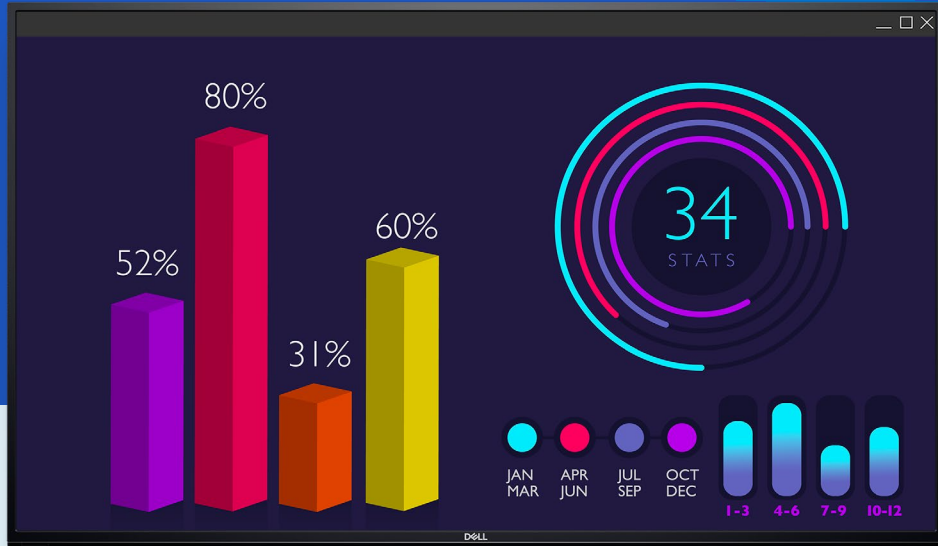 80%
60%
52%
31%
34
STATS
JAN
MAR
APR
JUN
JUL
SEP
OCT
DEC
1-3
4-6
7-9
10-12
DELL